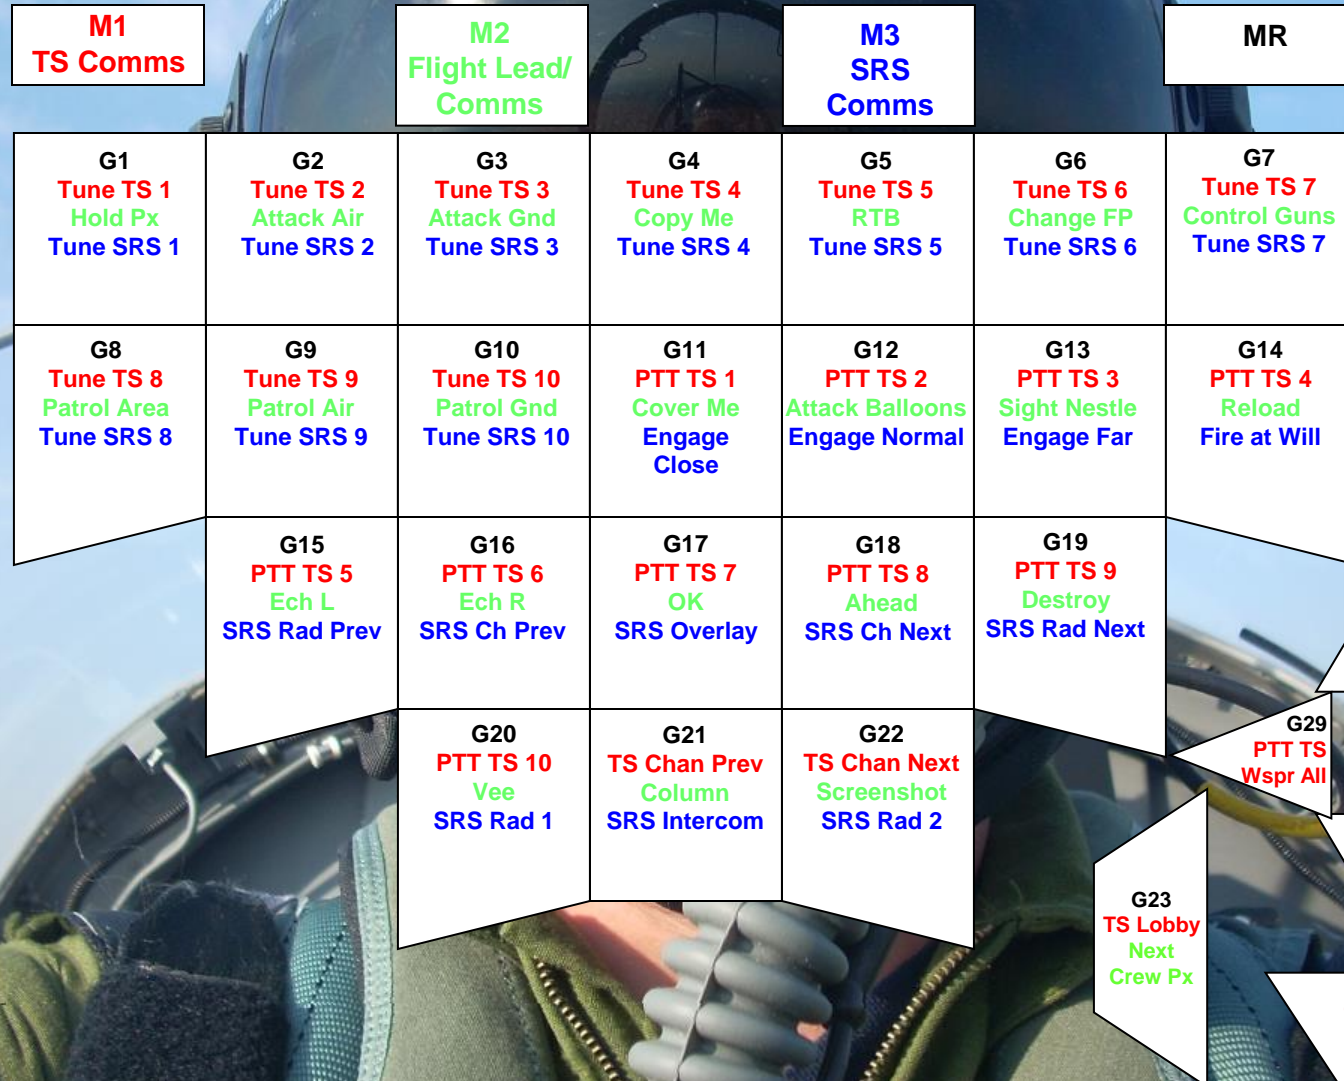 M1
TS Comms
M2
Flight Lead/
Comms
M3
SRS
Comms
MR
G1
Tune TS 1
Hold Px
Tune SRS 1
G2
Tune TS 2
Attack Air
Tune SRS 2
G3
Tune TS 3
Attack Gnd
Tune SRS 3
G4
Tune TS 4
Copy Me
Tune SRS 4
G5
Tune TS 5
RTB
Tune SRS 5
G6
Tune TS 6
Change FP
Tune SRS 6
G7
Tune TS 7
Control Guns
Tune SRS 7
G8
Tune TS 8
Patrol Area
Tune SRS 8
G9
Tune TS 9
Patrol Air
Tune SRS 9
G10
Tune TS 10
Patrol Gnd
Tune SRS 10
G11
PTT TS 1
Cover Me
Engage
Close
G12
PTT TS 2
Attack Balloons
Engage Normal
G13
PTT TS 3
Sight Nestle
Engage Far
G14
PTT TS 4
Reload
Fire at Will
G15
PTT TS 5
Ech L
SRS Rad Prev
G16
PTT TS 6
Ech R
SRS Ch Prev
G17
PTT TS 7
OK
SRS Overlay
G18
PTT TS 8
Ahead
SRS Ch Next
G19
PTT TS 9
Destroy
SRS Rad Next
G20
PTT TS 10
Vee
SRS Rad 1
G21
TS Chan Prev
Column
SRS Intercom
G22
TS Chan Next
Screenshot
SRS Rad 2
G29
PTT TS
Wspr All
G23
TS Lobby
Next
Crew Px